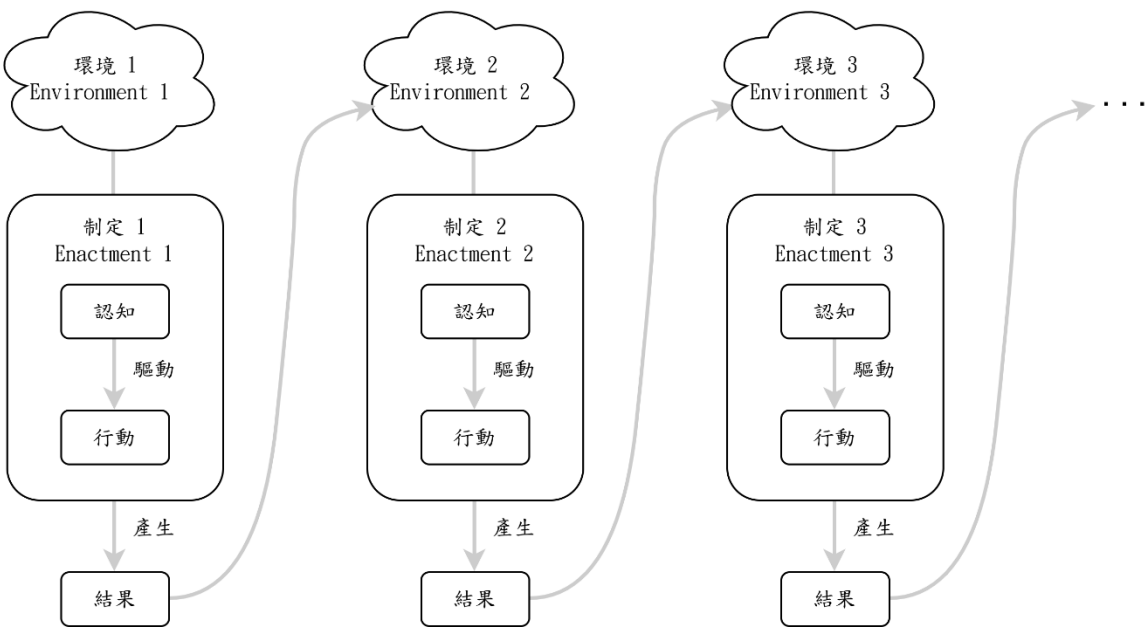 環境 1
Environment 1
制定 1
Enactment 1
認知
驅動
行動
產生
結果
環境 2
Environment 2
制定 2
Enactment 2
認知
驅動
行動
產生
結果
環境 3
Environment 3
制定 3
Enactment 3
認知
驅動
行動
產生
結果
...